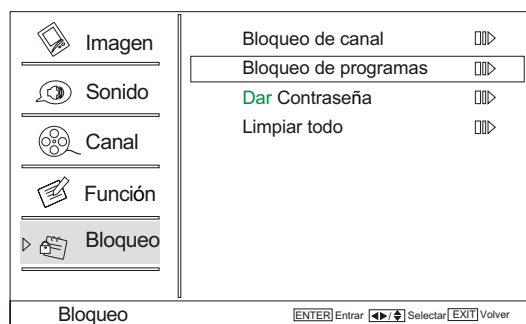 Imagen
Sonido
Canal
Función
Bloqueo
Bloqueo de canal
Bloqueo de programas
Dar Contraseña
Limpiar todo
Bloqueo
ENTER Entrar ◀▶/⬍ Selectar EXIT Volver